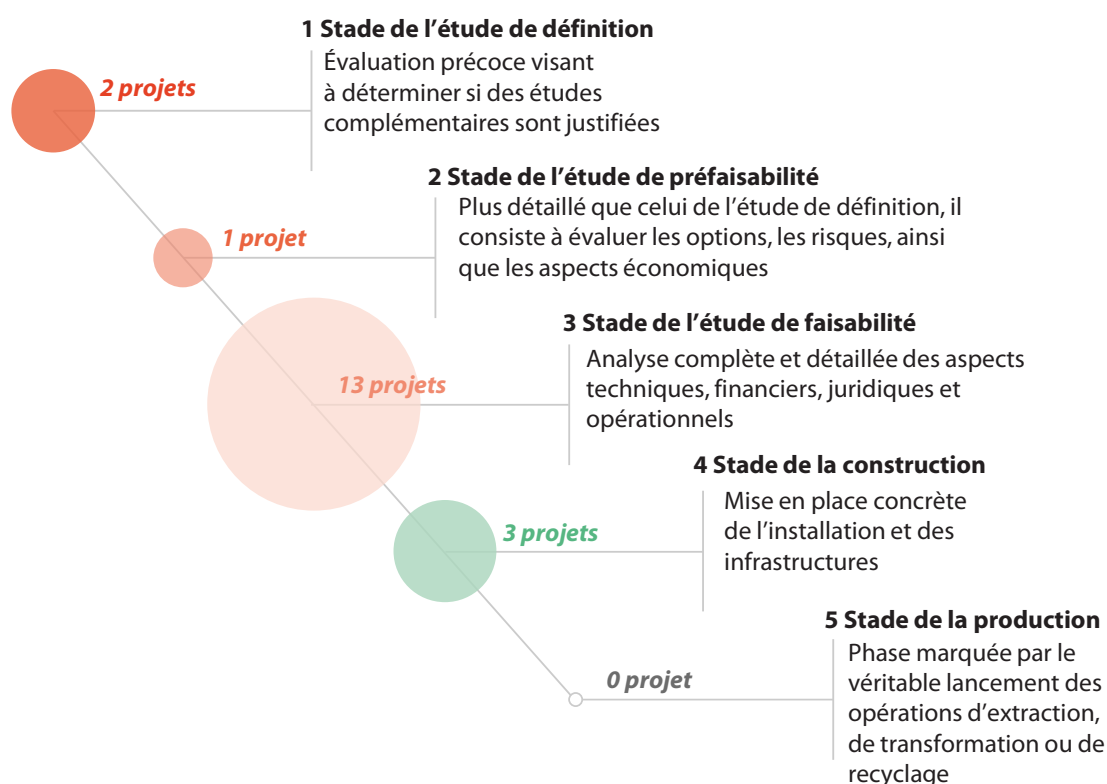 1 Stade de l’étude de définition
2 projets
Évaluation précoce visant
à déterminer si des études
complémentaires sont justifiées
2 Stade de l’étude de préfaisabilité
1 projet
Plus détaillé que celui de l’étude de définition, il
consiste à évaluer les options, les risques, ainsi
que les aspects économiques
3 Stade de l’étude de faisabilité
13 projets
Analyse complète et détaillée des aspects
techniques, financiers, juridiques et
opérationnels
4 Stade de la construction
3 projets
Mise en place concrète
de l’installation et des
infrastructures
5 Stade de la production
0 projet
Phase marquée par le
véritable lancement des
opérations d’extraction,
de transformation ou de
recyclage